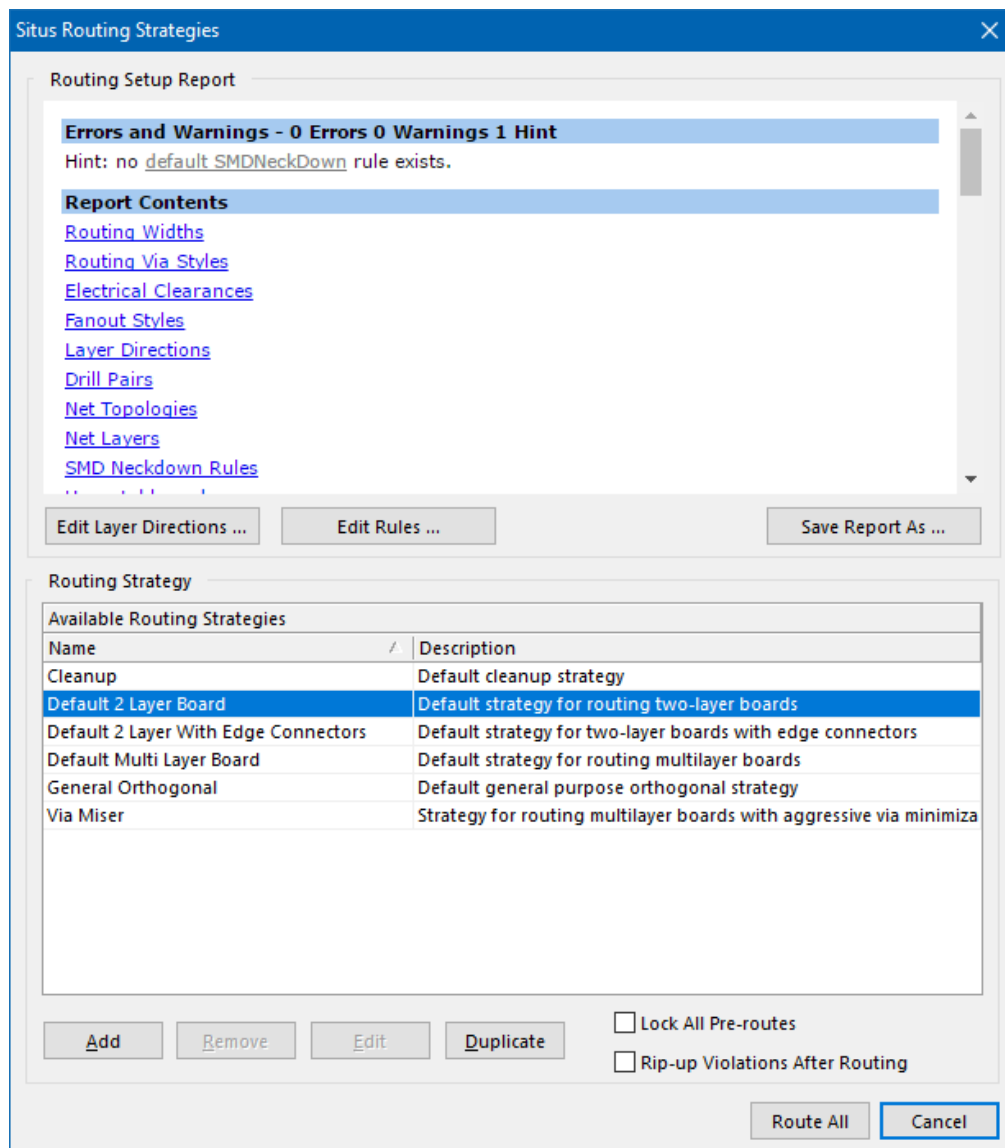 Situs Routing Strategies
Routing Setup Report
Errors and Warnings - 0 Errors 0 Warnings 1 Hint
Hint: no default SMDNeckDown rule exists.
Report Contents
Routing Widths
Routing Via Styles
Electrical Clearances
Fanout Styles
Layer Directions
Drill Pairs
Net Topologies
Net Layers
SMD Neckdown Rules
Edit Layer Directions ... Edit Rules ... Save Report As ...
Routing Strategy
Available Routing Strategies
Name Description
Cleanup Default cleanup strategy
Default 2 Layer Board Default strategy for routing two-layer boards
Default 2 Layer With Edge Connectors Default strategy for two-layer boards with edge connectors
Default Multi Layer Board Default strategy for routing multilayer boards
General Orthogonal Default general purpose orthogonal strategy
Via Miser Strategy for routing multilayer boards with aggressive via minimiza
Add Remove Edit Duplicate Lock All Pre-routes
Rip-up Violations After Routing
Route All Cancel